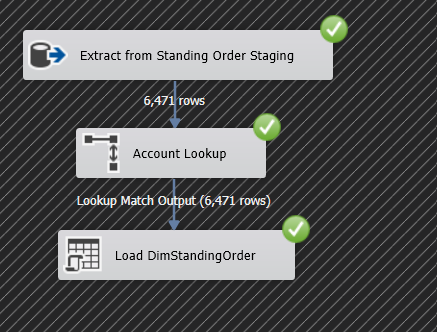 Extract from Standing Order Staging
6,471 rows
Account Lookup
Lookup Match Output (6,471 rows)
Load DimStandingOrder